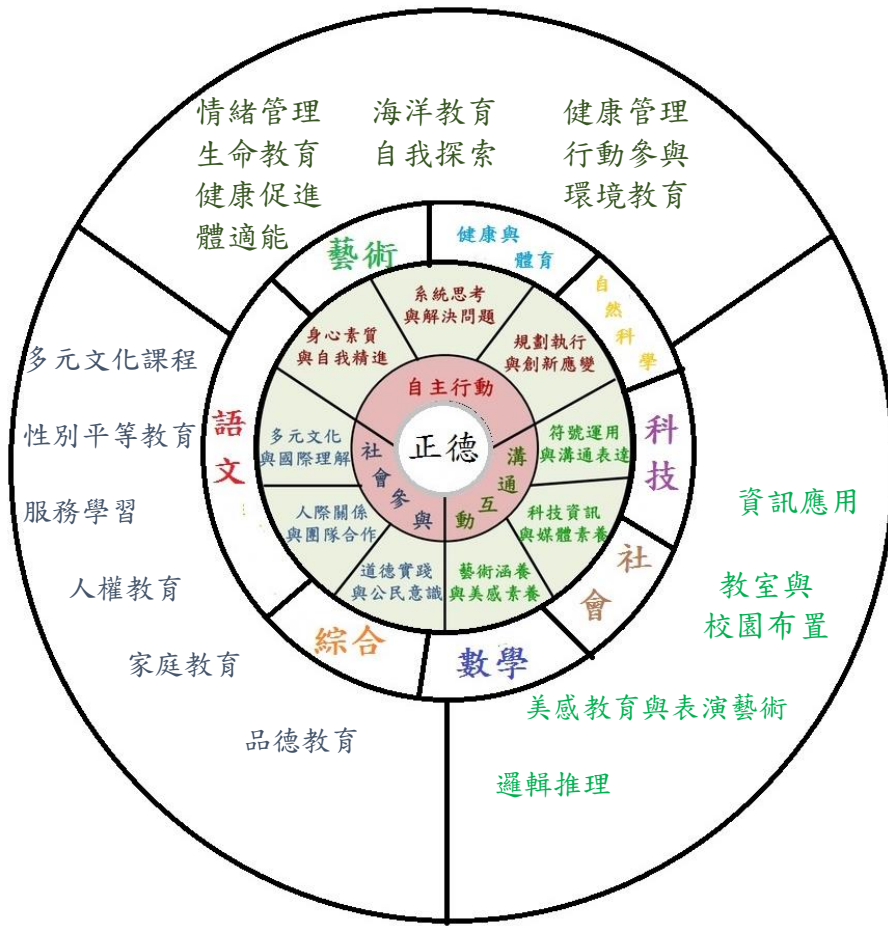 情緒管理
生命教育
健康促進
體適能
海洋教育
自我探索
健康管理
行動參與
環境教育
藝術
健康與
體育
自然科學
科技
社會
數學
綜合
語文
系統思考
與解決問題
身心素質
與自我精進
規劃執行
與創新應變
自主行動
正德
社會參與
溝通互動
多元文化
與國際理解
符號運用
與溝通表達
人際關係
與團隊合作
科技資訊
與媒體素養
道德實踐
與公民意識
藝術涵養
與美感素養
多元文化課程
性別平等教育
服務學習
人權教育
家庭教育
品德教育
資訊應用
教室與
校園布置
美感教育與表演藝術
邏輯推理